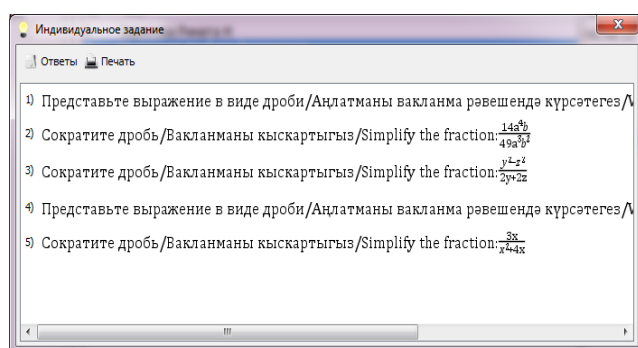 Индивидуальное задание
Ответы Печать
1) Представьте выражение в виде дроби/Аңлатманы вакланма рәвешендә күрсәтегез/
2) Сократите дробь/Вакланманы кыскартыгыз/Simplify the fraction: 14a⁴b/49a³b²
3) Сократите дробь/Вакланманы кыскартыгыз/Simplify the fraction: y²-z²/2y+2z
4) Представьте выражение в виде дроби/Аңлатманы вакланма рәвешендә күрсәтегез/
5) Сократите дробь/Вакланманы кыскартыгыз/Simplify the fraction: 3x/x²+4x